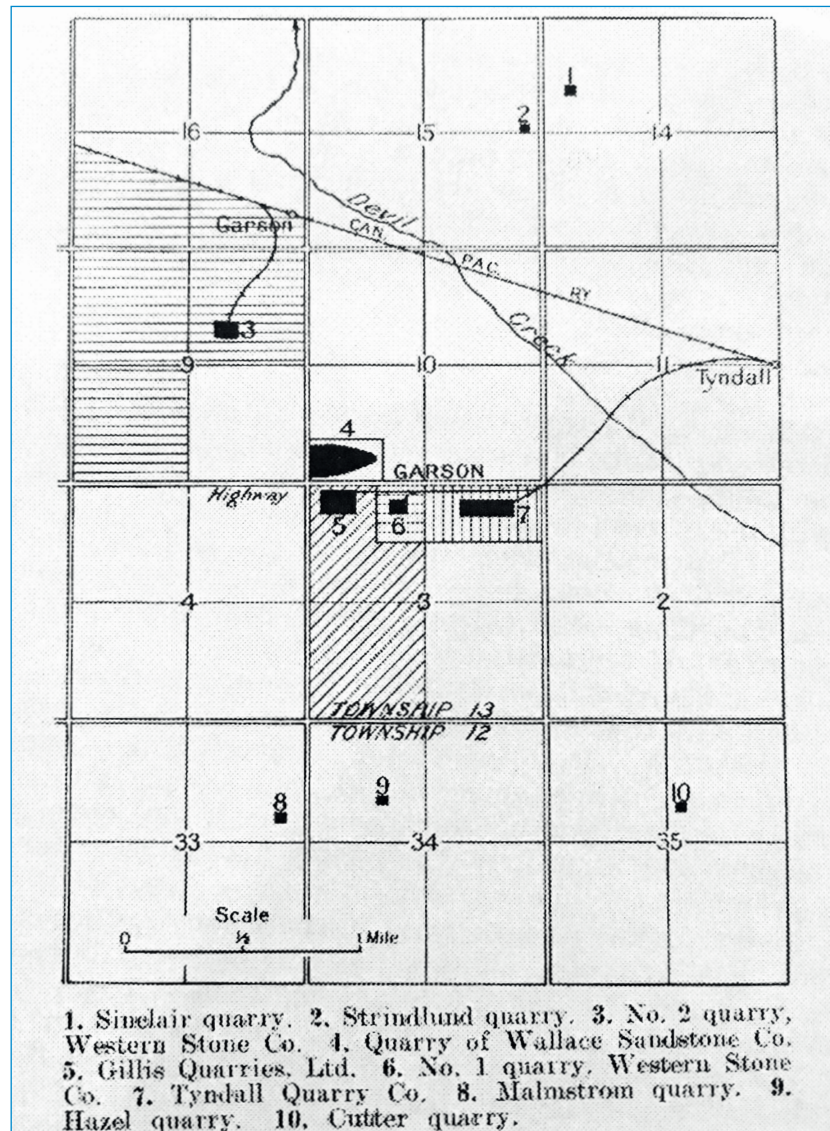 1
2
16
15
14
Devil
Garson
CAN.
PAC.
RY
Creek
3
9
10
11
Tyndall
4
GARSON
Highway
5
6
7
4
3
2
TOWNSHIP 13
TOWNSHIP 12
8
9
10
33
34
35
Scale
0 ½ 1 Mile
1. Sinclair quarry. 2. Strindlund quarry. 3. No. 2 quarry,
Western Stone Co. 4. Quarry of Wallace Sandstone Co.
5. Gillis Quarries, Ltd. 6. No. 1 quarry, Western Stone
Co. 7. Tyndall Quarry Co. 8. Malmstrom quarry. 9.
Hazel quarry. 10. Cutter quarry.